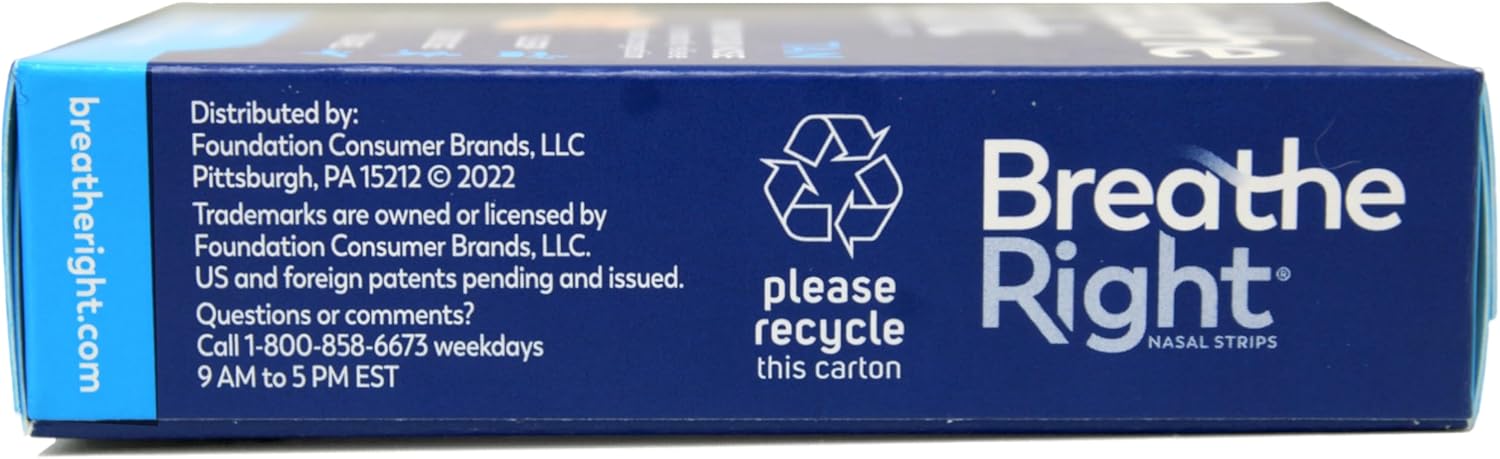 breatheright.com
Distributed by:
Foundation Consumer Brands, LLC
Pittsburgh, PA 15212 © 2022
Trademarks are owned or licensed by
Foundation Consumer Brands, LLC.
US and foreign patents pending and issued.
Questions or comments?
Call 1-800-858-6673 weekdays
9 AM to 5 PM EST
please
recycle
this carton
Breathe
Right®
NASAL STRIPS